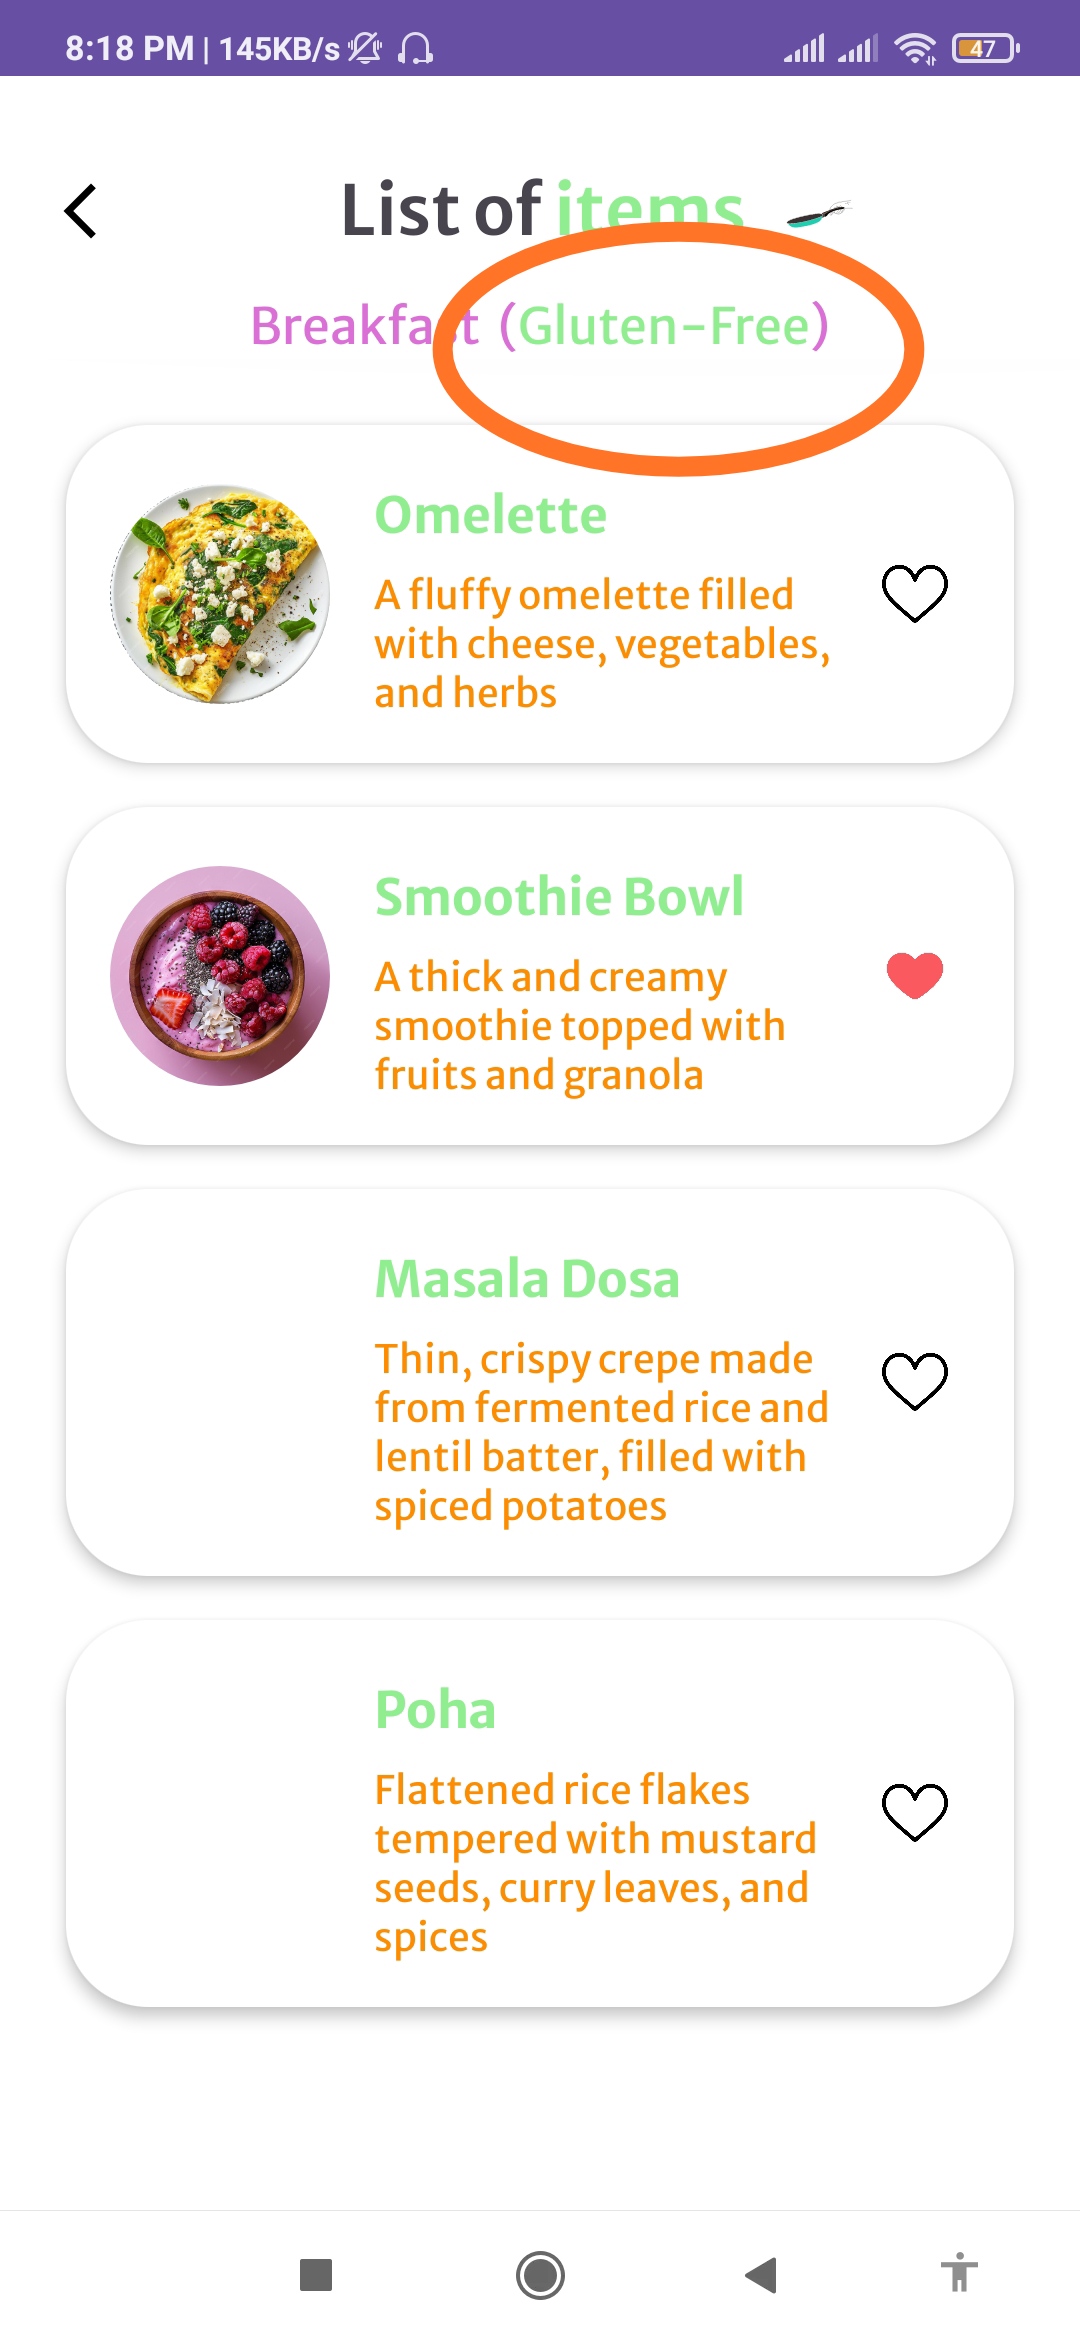 8:18 PM | 145KB/s
47
List of items
Breakfast (Gluten-Free)
Omelette
A fluffy omelette filled
with cheese, vegetables,
and herbs
Smoothie Bowl
A thick and creamy
smoothie topped with
fruits and granola
Masala Dosa
Thin, crispy crepe made
from fermented rice and
lentil batter, filled with
spiced potatoes
Poha
Flattened rice flakes
tempered with mustard
seeds, curry leaves, and
spices